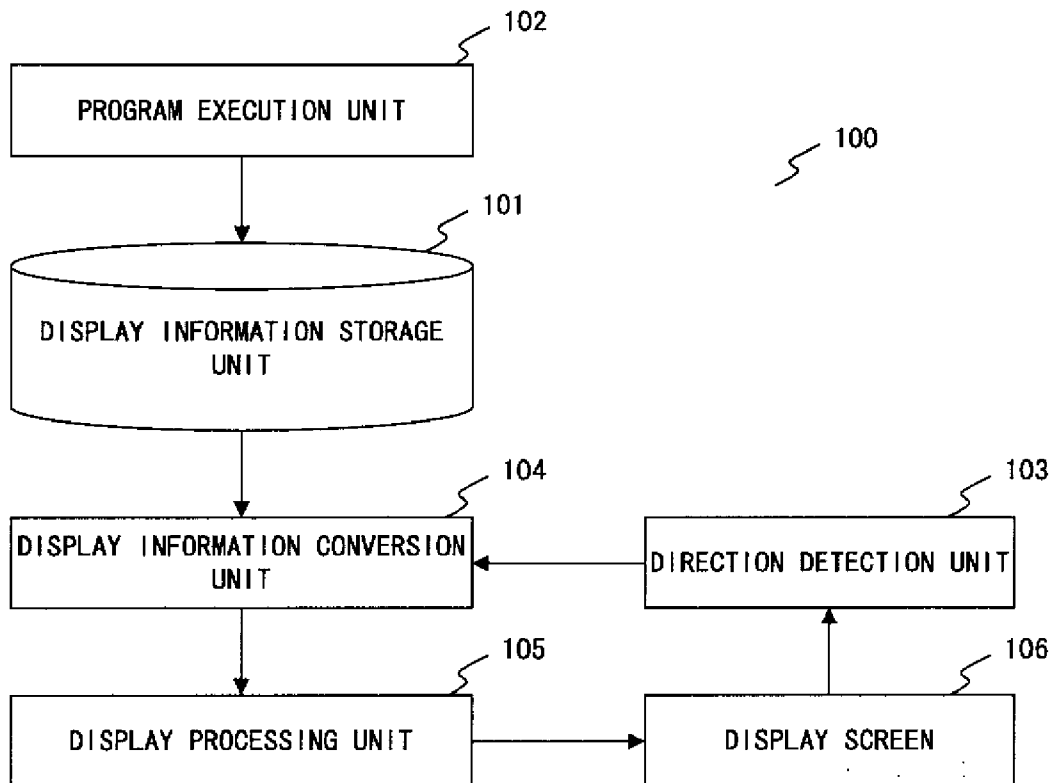 102
PROGRAM EXECUTION UNIT
100
101
DISPLAY INFORMATION STORAGE
UNIT
104
103
DISPLAY INFORMATION CONVERSION
UNIT
DIRECTION DETECTION UNIT
105
106
DISPLAY PROCESSING UNIT
DISPLAY SCREEN